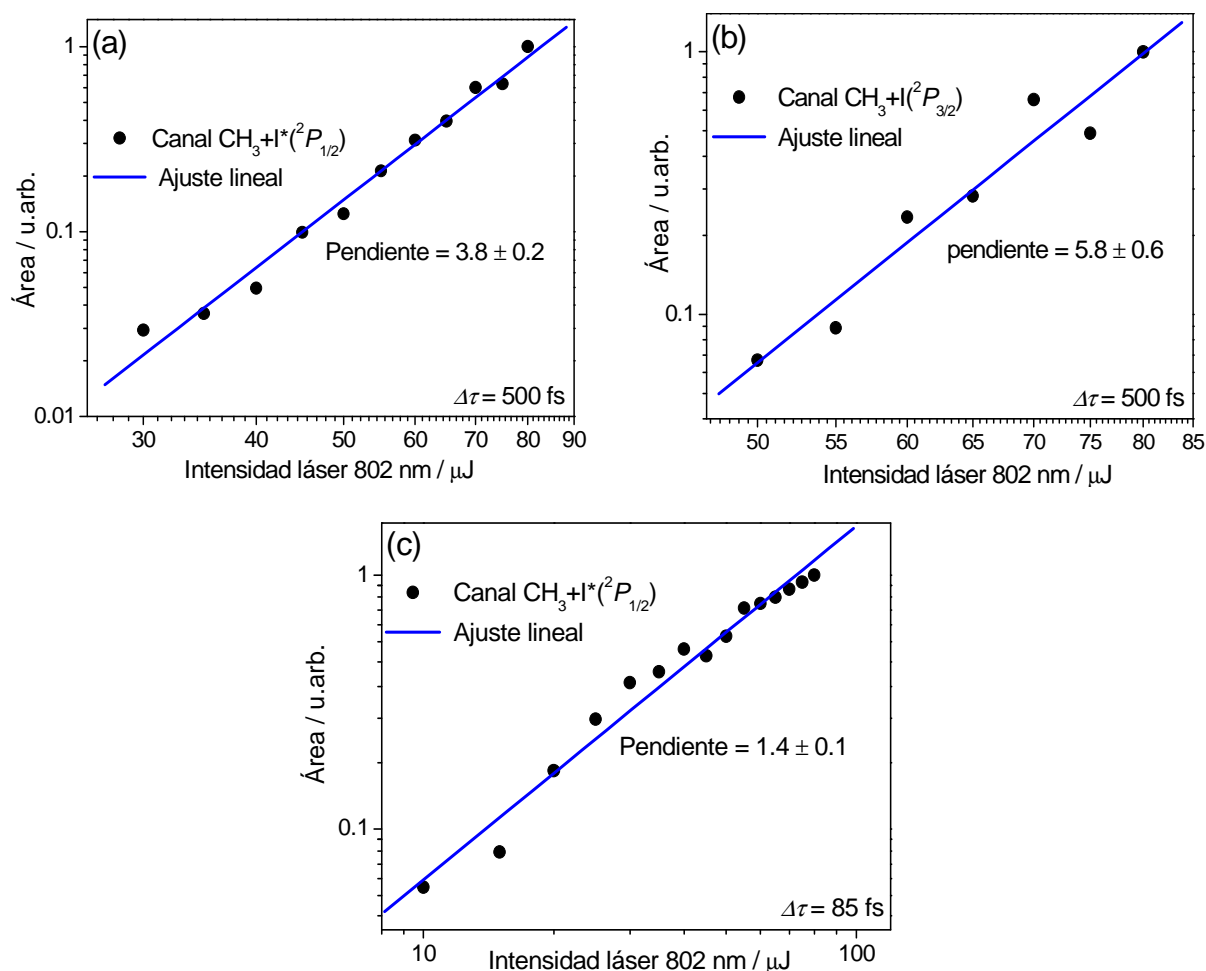 (a)
Canal CH₃+I*(²P₁/₂)
Ajuste lineal
Pendiente = 3.8 ± 0.2
Δτ = 500 fs
1
0.1
0.01
30 40 50 60 70 80 90
Área / u.arb.
Intensidad láser 802 nm / μJ
(b)
Canal CH₃+I(²P₃/₂)
Ajuste lineal
pendiente = 5.8 ± 0.6
Δτ = 500 fs
1
0.1
50 55 60 65 70 75 80 85
Área / u.arb.
Intensidad láser 802 nm / μJ
(c)
Canal CH₃+I*(²P₁/₂)
Ajuste lineal
Pendiente = 1.4 ± 0.1
Δτ = 85 fs
1
0.1
10 100
Área / u.arb.
Intensidad láser 802 nm / μJ